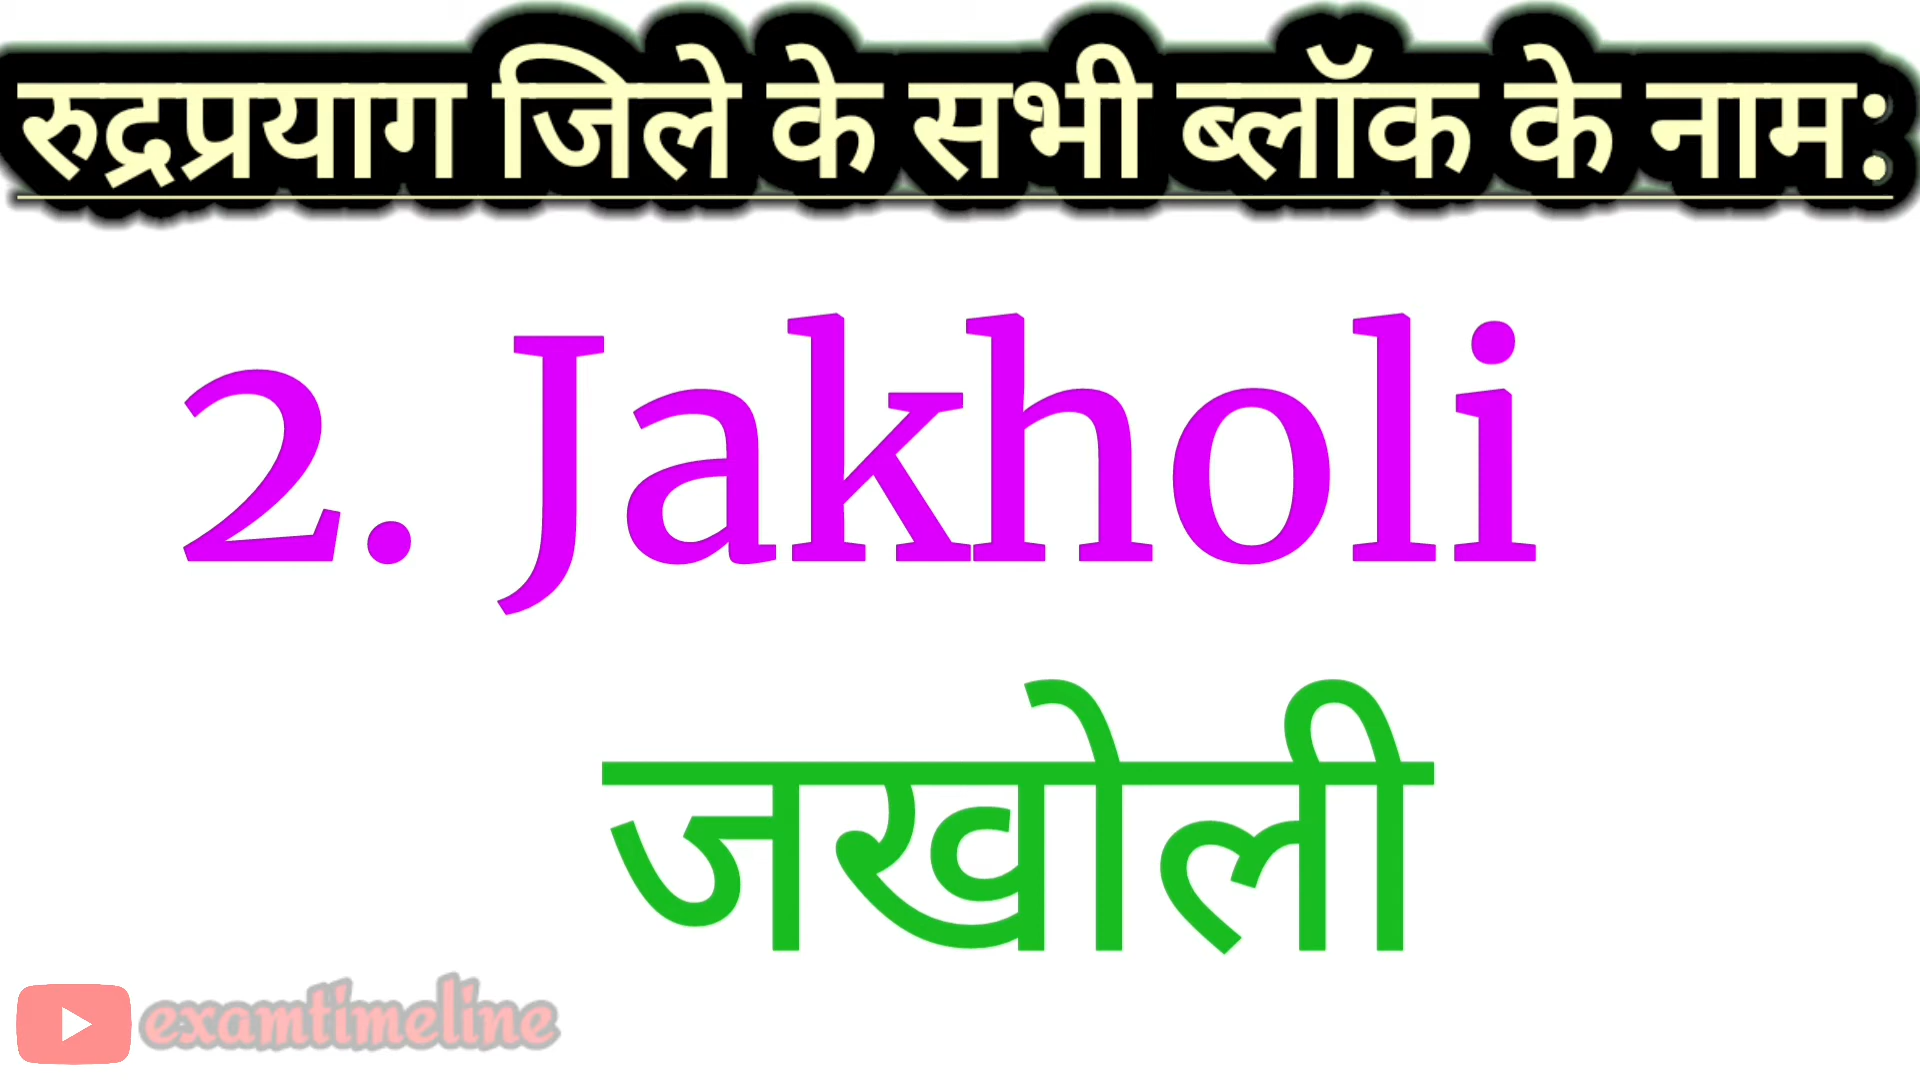 रुद्रप्रयाग जिले के सभी ब्लॉक के नाम:
2. Jakholi
जखोली
examtimeline